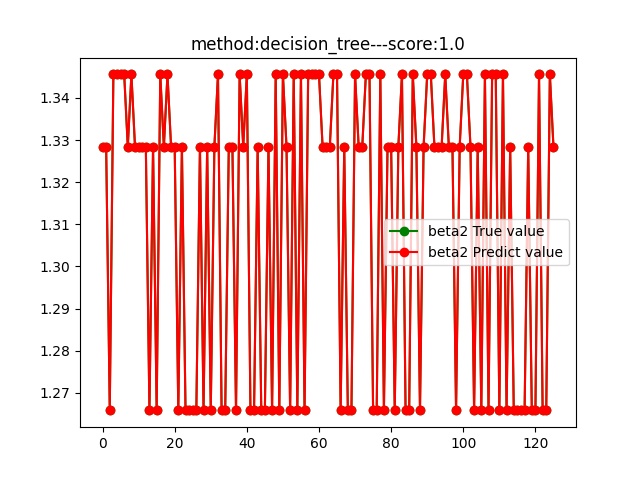 method:decision_tree---score:1.0
1.34
1.33
1.32
1.31
1.30
1.29
1.28
1.27
beta2 True value
beta2 Predict value
0 20 40 60 80 100 120